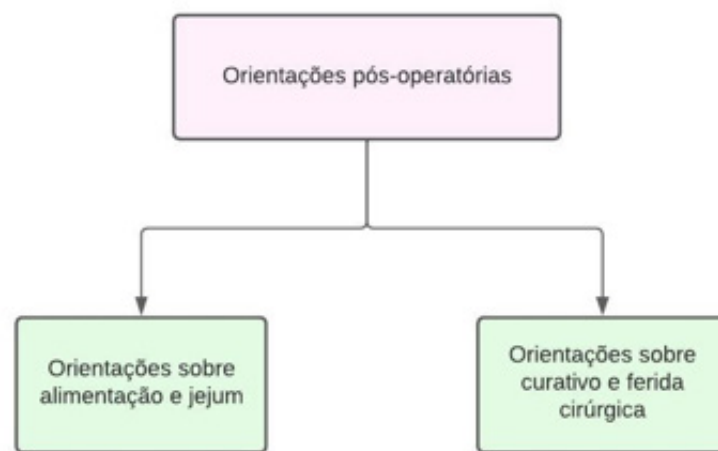 Orientações pós-operatórias
Orientações sobre
alimentação e jejum
Orientações sobre
curativo e ferida
cirúrgica